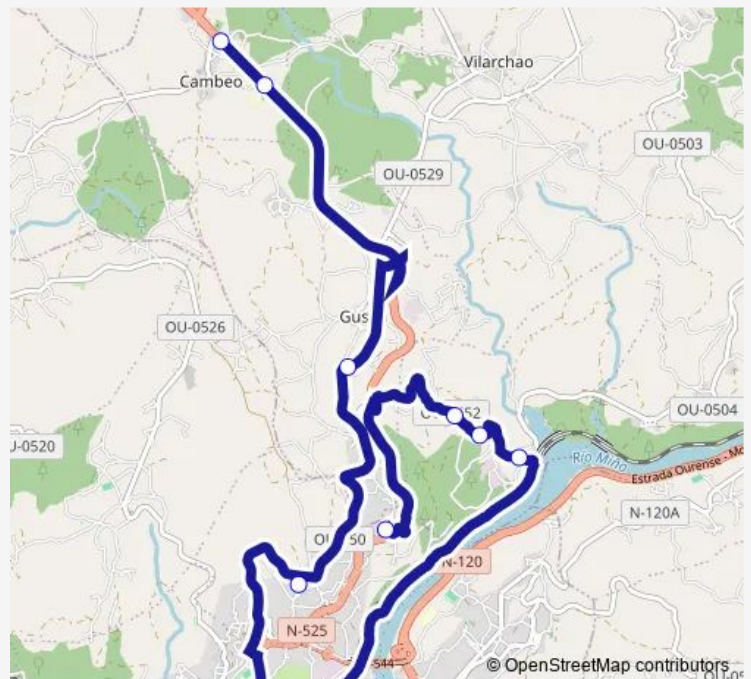 Vilarchao
Cambeo
OU-0503
OU-0529
Gus
OU-0526
OU-0504
U-0520
Río Miño
Estrada Ourense - Mo
N-120A
N-120
N-525
-544
© OpenStreetMap contributors